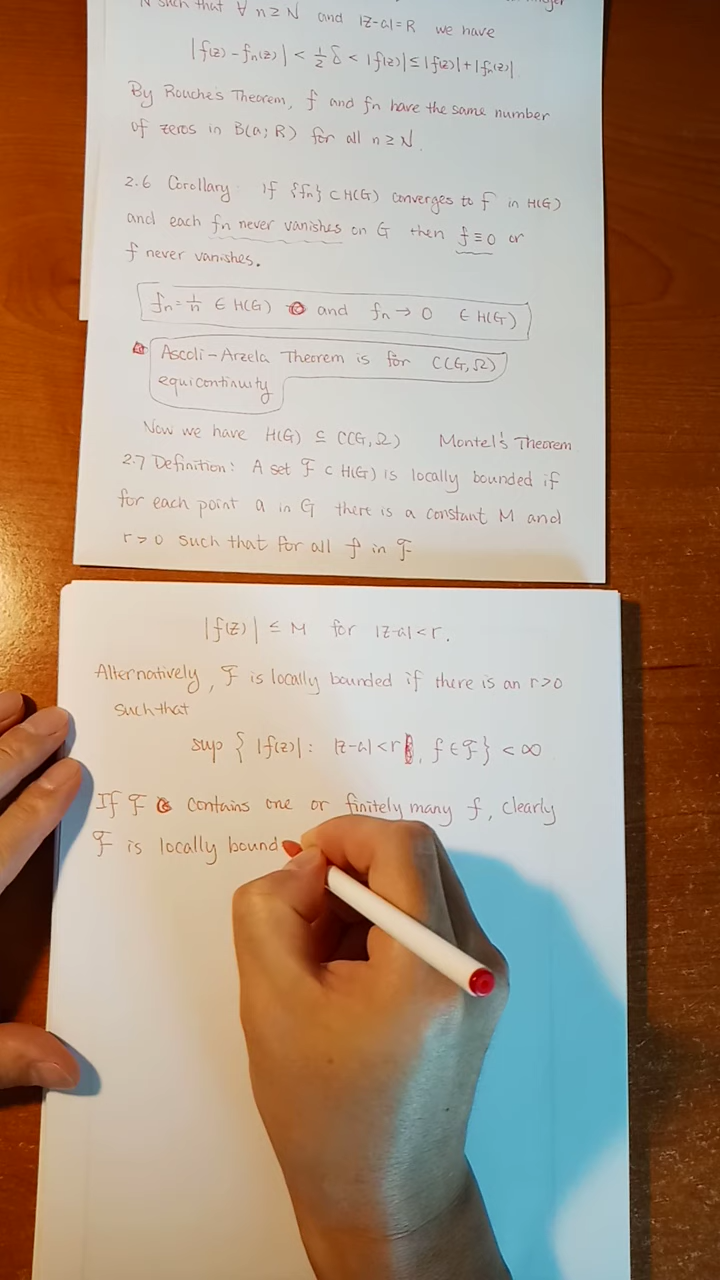 N such that ∀ n ≥ N and |z-a|=R we have
|f(z) - fn(z)| < 1/2 δ < |f(z)| ≤ |f(z)| + |fn(z)|
By Rouche's Theorem, f and fn have the same number
of zeros in B(a;R) for all n ≥ N.
2.6 Corollary: If {fn} ⊂ H(G) converges to f in H(G)
and each fn never vanishes on G then f ≡ 0 or
f never vanishes.
fn = 1/n ∈ H(G) and fn → 0 ∈ H(G)
Ascoli-Arzela Theorem is for C(G,Ω)
equicontinuity
Now we have H(G) ⊆ C(G,Ω) Montel's Theorem
2.7 Definition: A set ℱ ⊂ H(G) is locally bounded if
for each point a in G there is a constant M and
r>0 such that for all f in ℱ
|f(z)| ≤ M for |z-a|<r.
Alternatively, ℱ is locally bounded if there is an r>0
such that
sup { |f(z)| : |z-a|<r, f ∈ ℱ } < ∞
If ℱ contains one or finitely many f, clearly
ℱ is locally bound